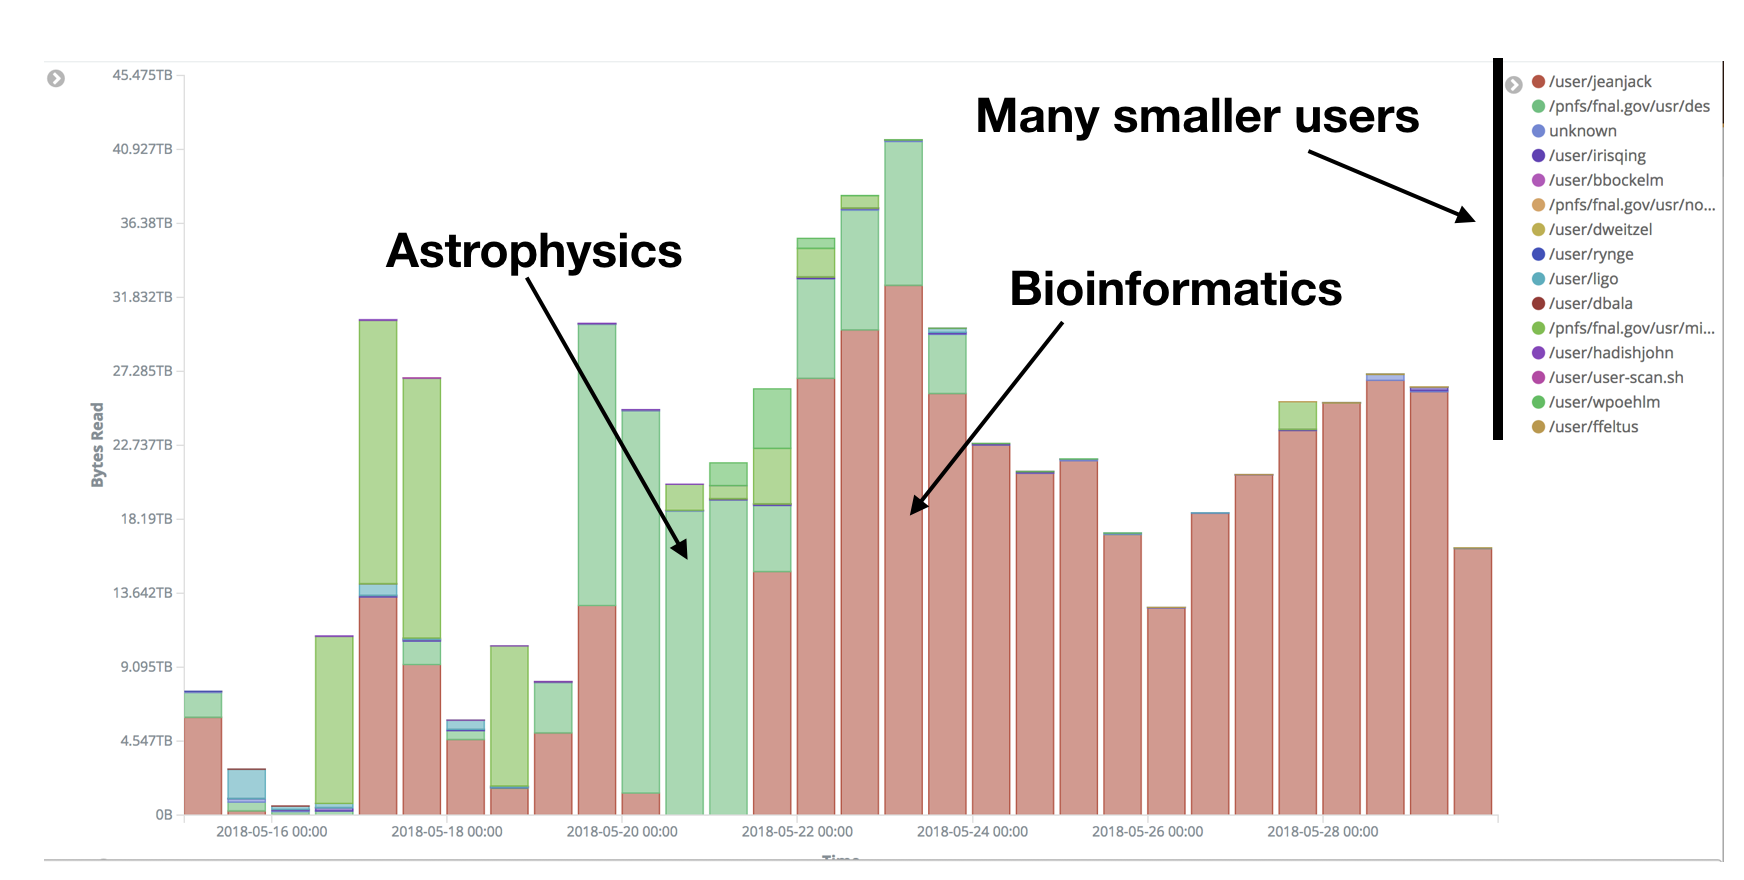 45.475TB
40.927TB
36.38TB
31.832TB
27.285TB
22.737TB
18.19TB
13.642TB
9.095TB
4.547TB
0B
Bytes Read
Many smaller users
Astrophysics
Bioinformatics
/user/jeanjack
/pnfs/fnal.gov/usr/des
unknown
/user/irisqing
/user/bbockelm
/pnfs/fnal.gov/usr/no...
/user/dweitzel
/user/rynge
/user/ligo
/user/dbala
/pnfs/fnal.gov/usr/mi...
/user/hadishjohn
/user/user-scan.sh
/user/wpoehlm
/user/ffeltus
2018-05-16 00:00
2018-05-18 00:00
2018-05-20 00:00
2018-05-22 00:00
2018-05-24 00:00
2018-05-26 00:00
2018-05-28 00:00
Time